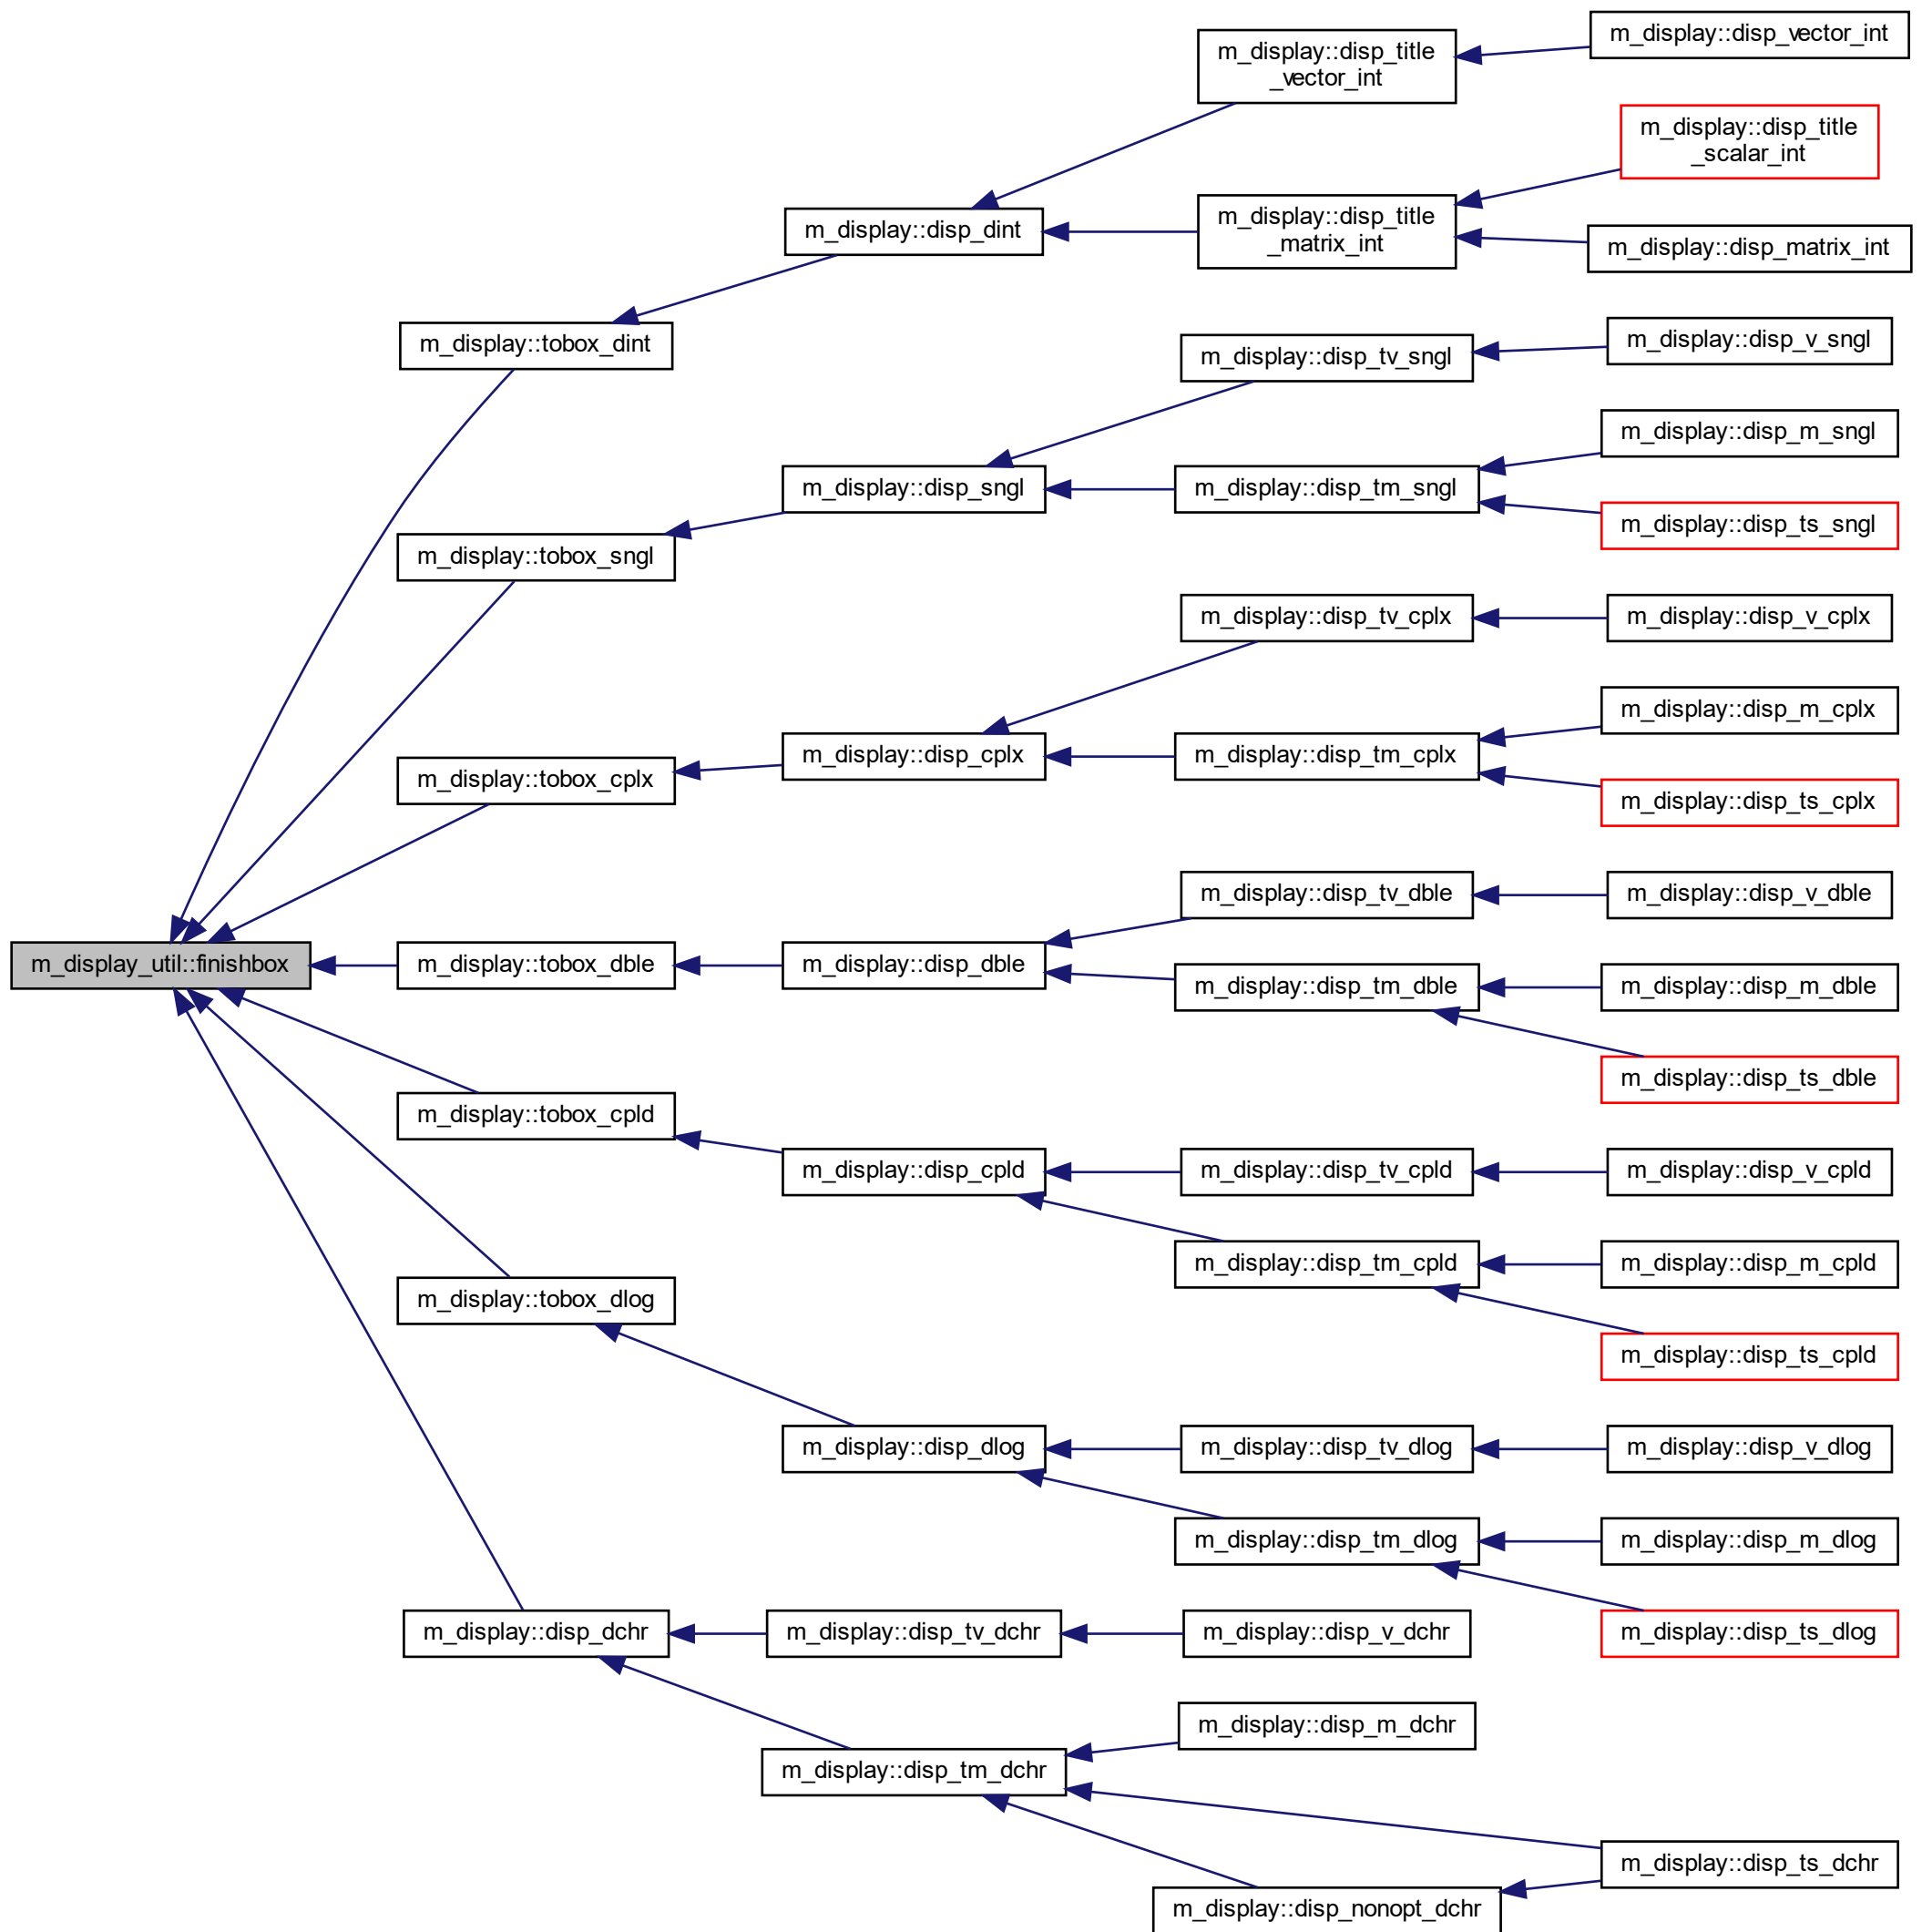 m_display_util::finishbox
m_display::tobox_dint
m_display::disp_dint
m_display::disp_title
_vector_int
m_display::disp_vector_int
m_display::disp_title
_matrix_int
m_display::disp_title
_scalar_int
m_display::disp_matrix_int
m_display::tobox_sngl
m_display::disp_sngl
m_display::disp_tv_sngl
m_display::disp_v_sngl
m_display::disp_tm_sngl
m_display::disp_m_sngl
m_display::disp_ts_sngl
m_display::tobox_cplx
m_display::disp_cplx
m_display::disp_tv_cplx
m_display::disp_v_cplx
m_display::disp_tm_cplx
m_display::disp_m_cplx
m_display::disp_ts_cplx
m_display::tobox_dble
m_display::disp_dble
m_display::disp_tv_dble
m_display::disp_v_dble
m_display::disp_tm_dble
m_display::disp_m_dble
m_display::disp_ts_dble
m_display::tobox_cpld
m_display::disp_cpld
m_display::disp_tv_cpld
m_display::disp_v_cpld
m_display::disp_tm_cpld
m_display::disp_m_cpld
m_display::disp_ts_cpld
m_display::tobox_dlog
m_display::disp_dlog
m_display::disp_tv_dlog
m_display::disp_v_dlog
m_display::disp_tm_dlog
m_display::disp_m_dlog
m_display::disp_ts_dlog
m_display::disp_dchr
m_display::disp_tv_dchr
m_display::disp_v_dchr
m_display::disp_tm_dchr
m_display::disp_m_dchr
m_display::disp_ts_dchr
m_display::disp_nonopt_dchr